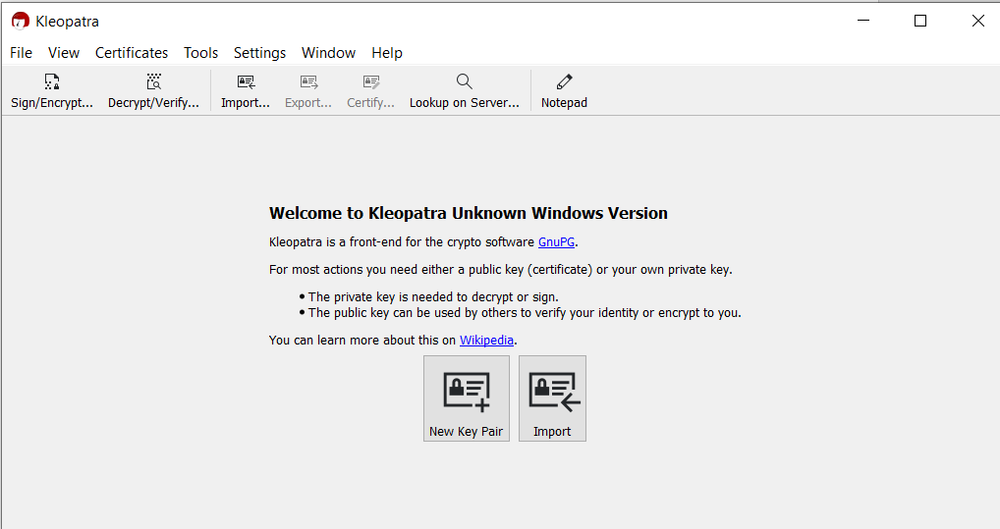 Kleopatra
File View Certificates Tools Settings Window Help
Sign/Encrypt... Decrypt/Verify... Import... Export... Certify... Lookup on Server... Notepad
Welcome to Kleopatra Unknown Windows Version
Kleopatra is a front-end for the crypto software GnuPG.
For most actions you need either a public key (certificate) or your own private key.
• The private key is needed to decrypt or sign.
• The public key can be used by others to verify your identity or encrypt to you.
You can learn more about this on Wikipedia.
New Key Pair Import